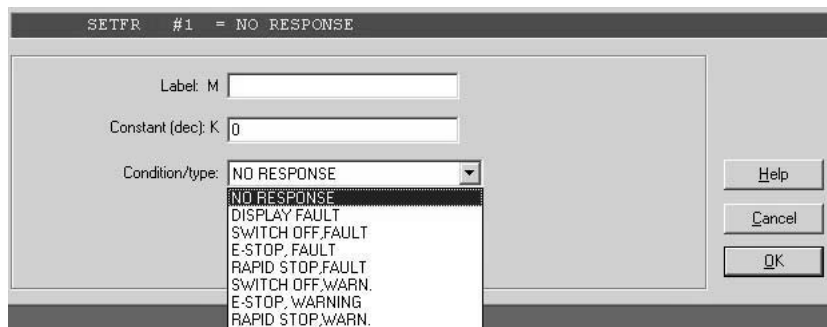 SETFR #1 = NO RESPONSE
Label: M
Constant (dec): K 0
Condition/type: NO RESPONSE
NO RESPONSE
DISPLAY FAULT
SWITCH OFF,FAULT
E-STOP, FAULT
RAPID STOP,FAULT
SWITCH OFF,WARN.
E-STOP, WARNING
RAPID STOP,WARN.
Help
Cancel
OK